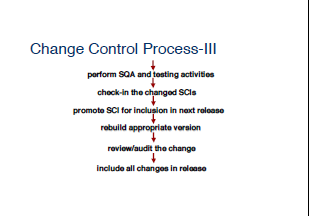 Change Control Process-III
perform SQA and testing activities
check-in the changed SCIs
promote SCI for inclusion in next release
rebuild appropriate version
review/audit the change
include all changes in release